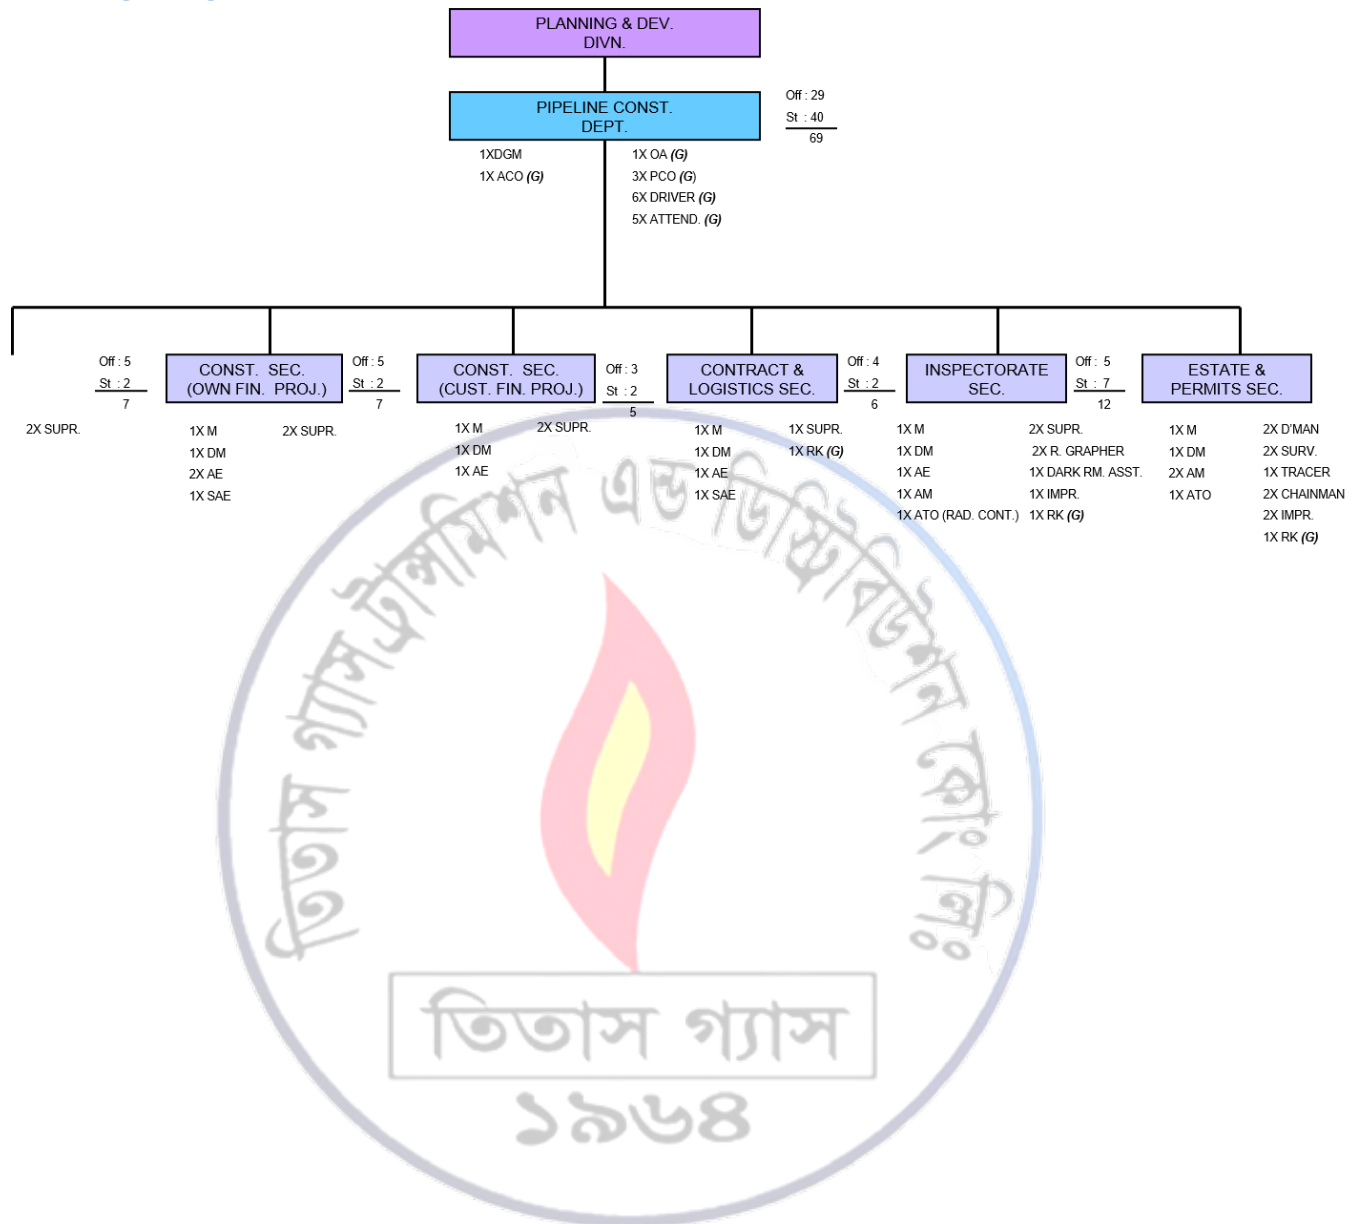 PLANNING & DEV.
DIVN.
PIPELINE CONST.
DEPT.
Off : 29
St : 40
69
1XDGM
1X ACO (G)
1X OA (G)
3X PCO (G)
6X DRIVER (G)
5X ATTEND. (G)
Off : 5
St : 2
7
2X SUPR.
CONST. SEC.
(OWN FIN. PROJ.)
Off : 5
St : 2
7
1X M
1X DM
2X AE
1X SAE
2X SUPR.
CONST. SEC.
(CUST. FIN. PROJ.)
Off : 3
St : 2
5
1X M
1X DM
1X AE
2X SUPR.
CONTRACT &
LOGISTICS SEC.
Off : 4
St : 2
6
1X M
1X DM
1X AE
1X SAE
1X SUPR.
1X RK (G)
INSPECTORATE
SEC.
Off : 5
St : 7
12
1X M
1X DM
1X AE
1X AM
1X ATO (RAD. CONT.)
2X SUPR.
2X R. GRAPHER
1X DARK RM. ASST.
1X IMPR.
1X RK (G)
ESTATE &
PERMITS SEC.
1X M
1X DM
2X AM
1X ATO
2X D'MAN
2X SURV.
1X TRACER
2X CHAINMAN
2X IMPR.
1X RK (G)
তিতাস গ্যাস ট্রান্সমিশন এন্ড ডিস্ট্রিবিউশন কোং লিঃ
তিতাস গ্যাস
১৯৬৪